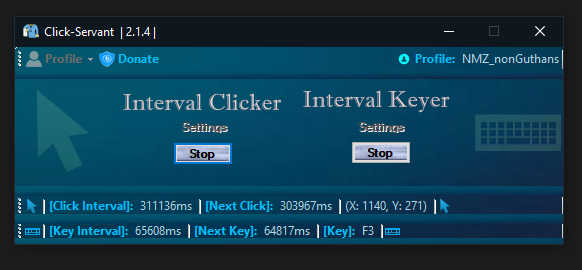 Click-Servant | 2.1.4 |
Profile Donate Profile: NMZ_nonGuthans
Interval Clicker Interval Keyer
Settings Settings
Stop Stop
[Click Interval]: 311136ms [Next Click]: 303967ms (X: 1140, Y: 271)
[Key Interval]: 65608ms [Next Key]: 64817ms [Key]: F3